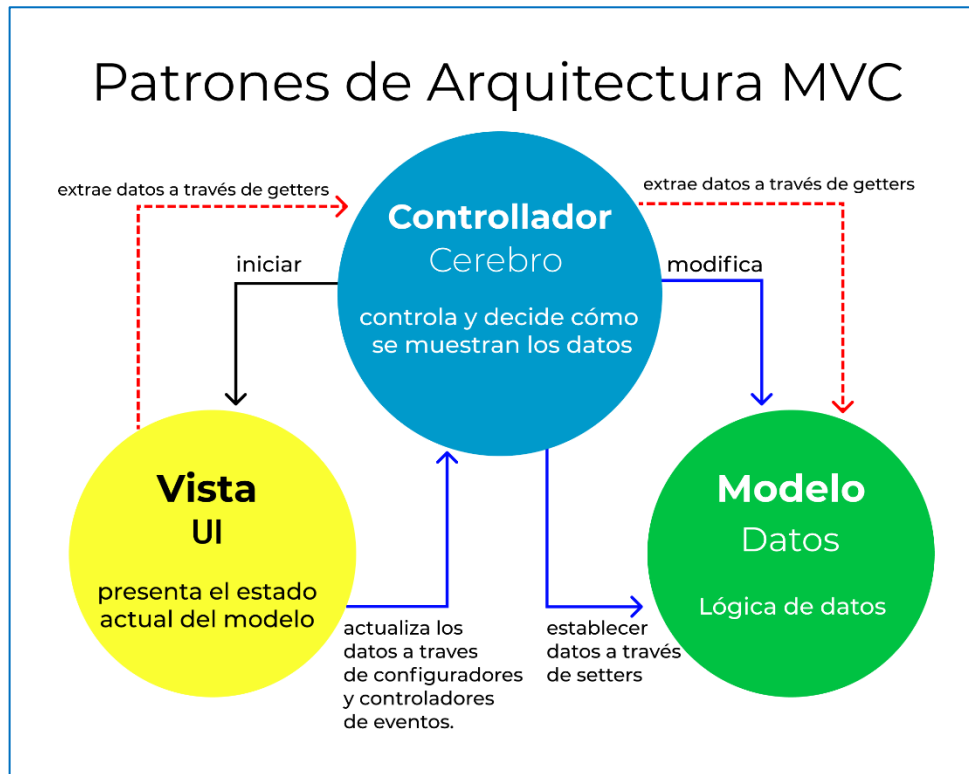 Patrones de Arquitectura MVC
extrae datos a través de getters
extrae datos a través de getters
Controllador
Cerebro
controla y decide cómo
se muestran los datos
iniciar
modifica
Vista
UI
presenta el estado
actual del modelo
Modelo
Datos
Lógica de datos
actualiza los
datos a traves
de configuradores
y controladores
de eventos.
establecer
datos a través
de setters